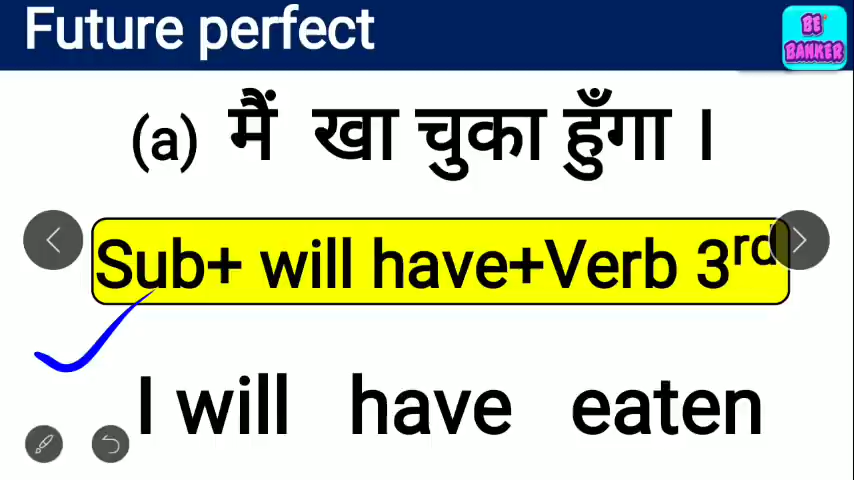 Future perfect
BE
BANKER
(a) मैं खा चुका हुँगा ।
Sub+ will have+Verb 3rd
I will have eaten